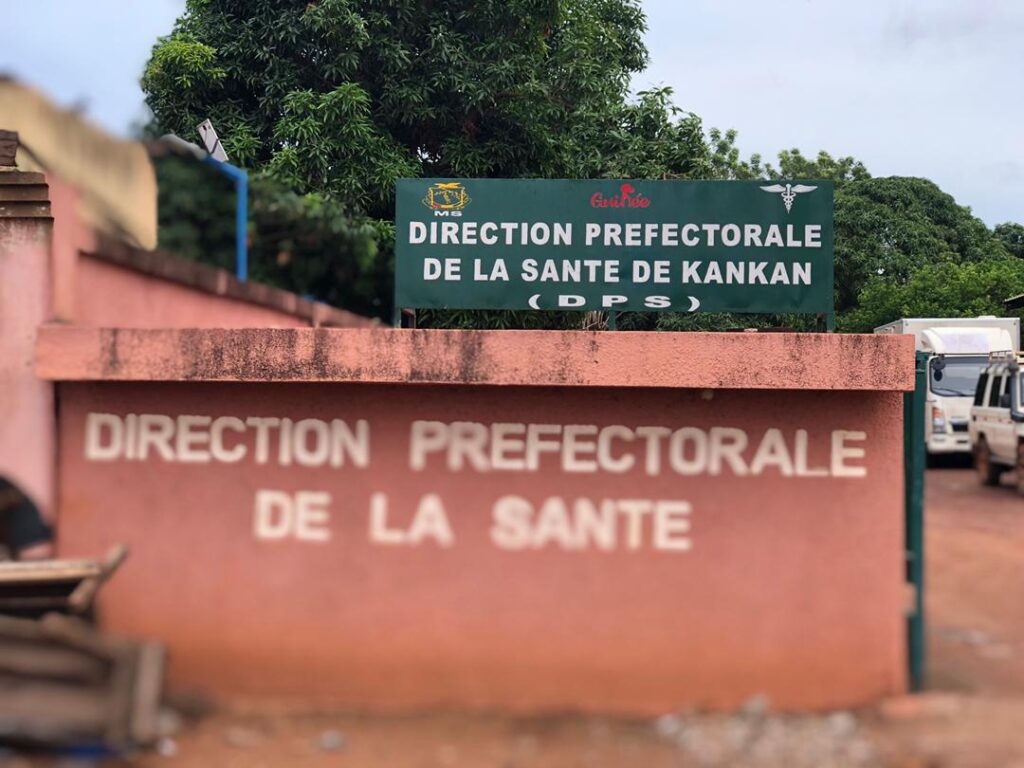 MS
Guinée
DIRECTION PREFECTORALE
DE LA SANTE DE KANKAN
(DPS)
DIRECTION PREFECTORALE
DE LA SANTE